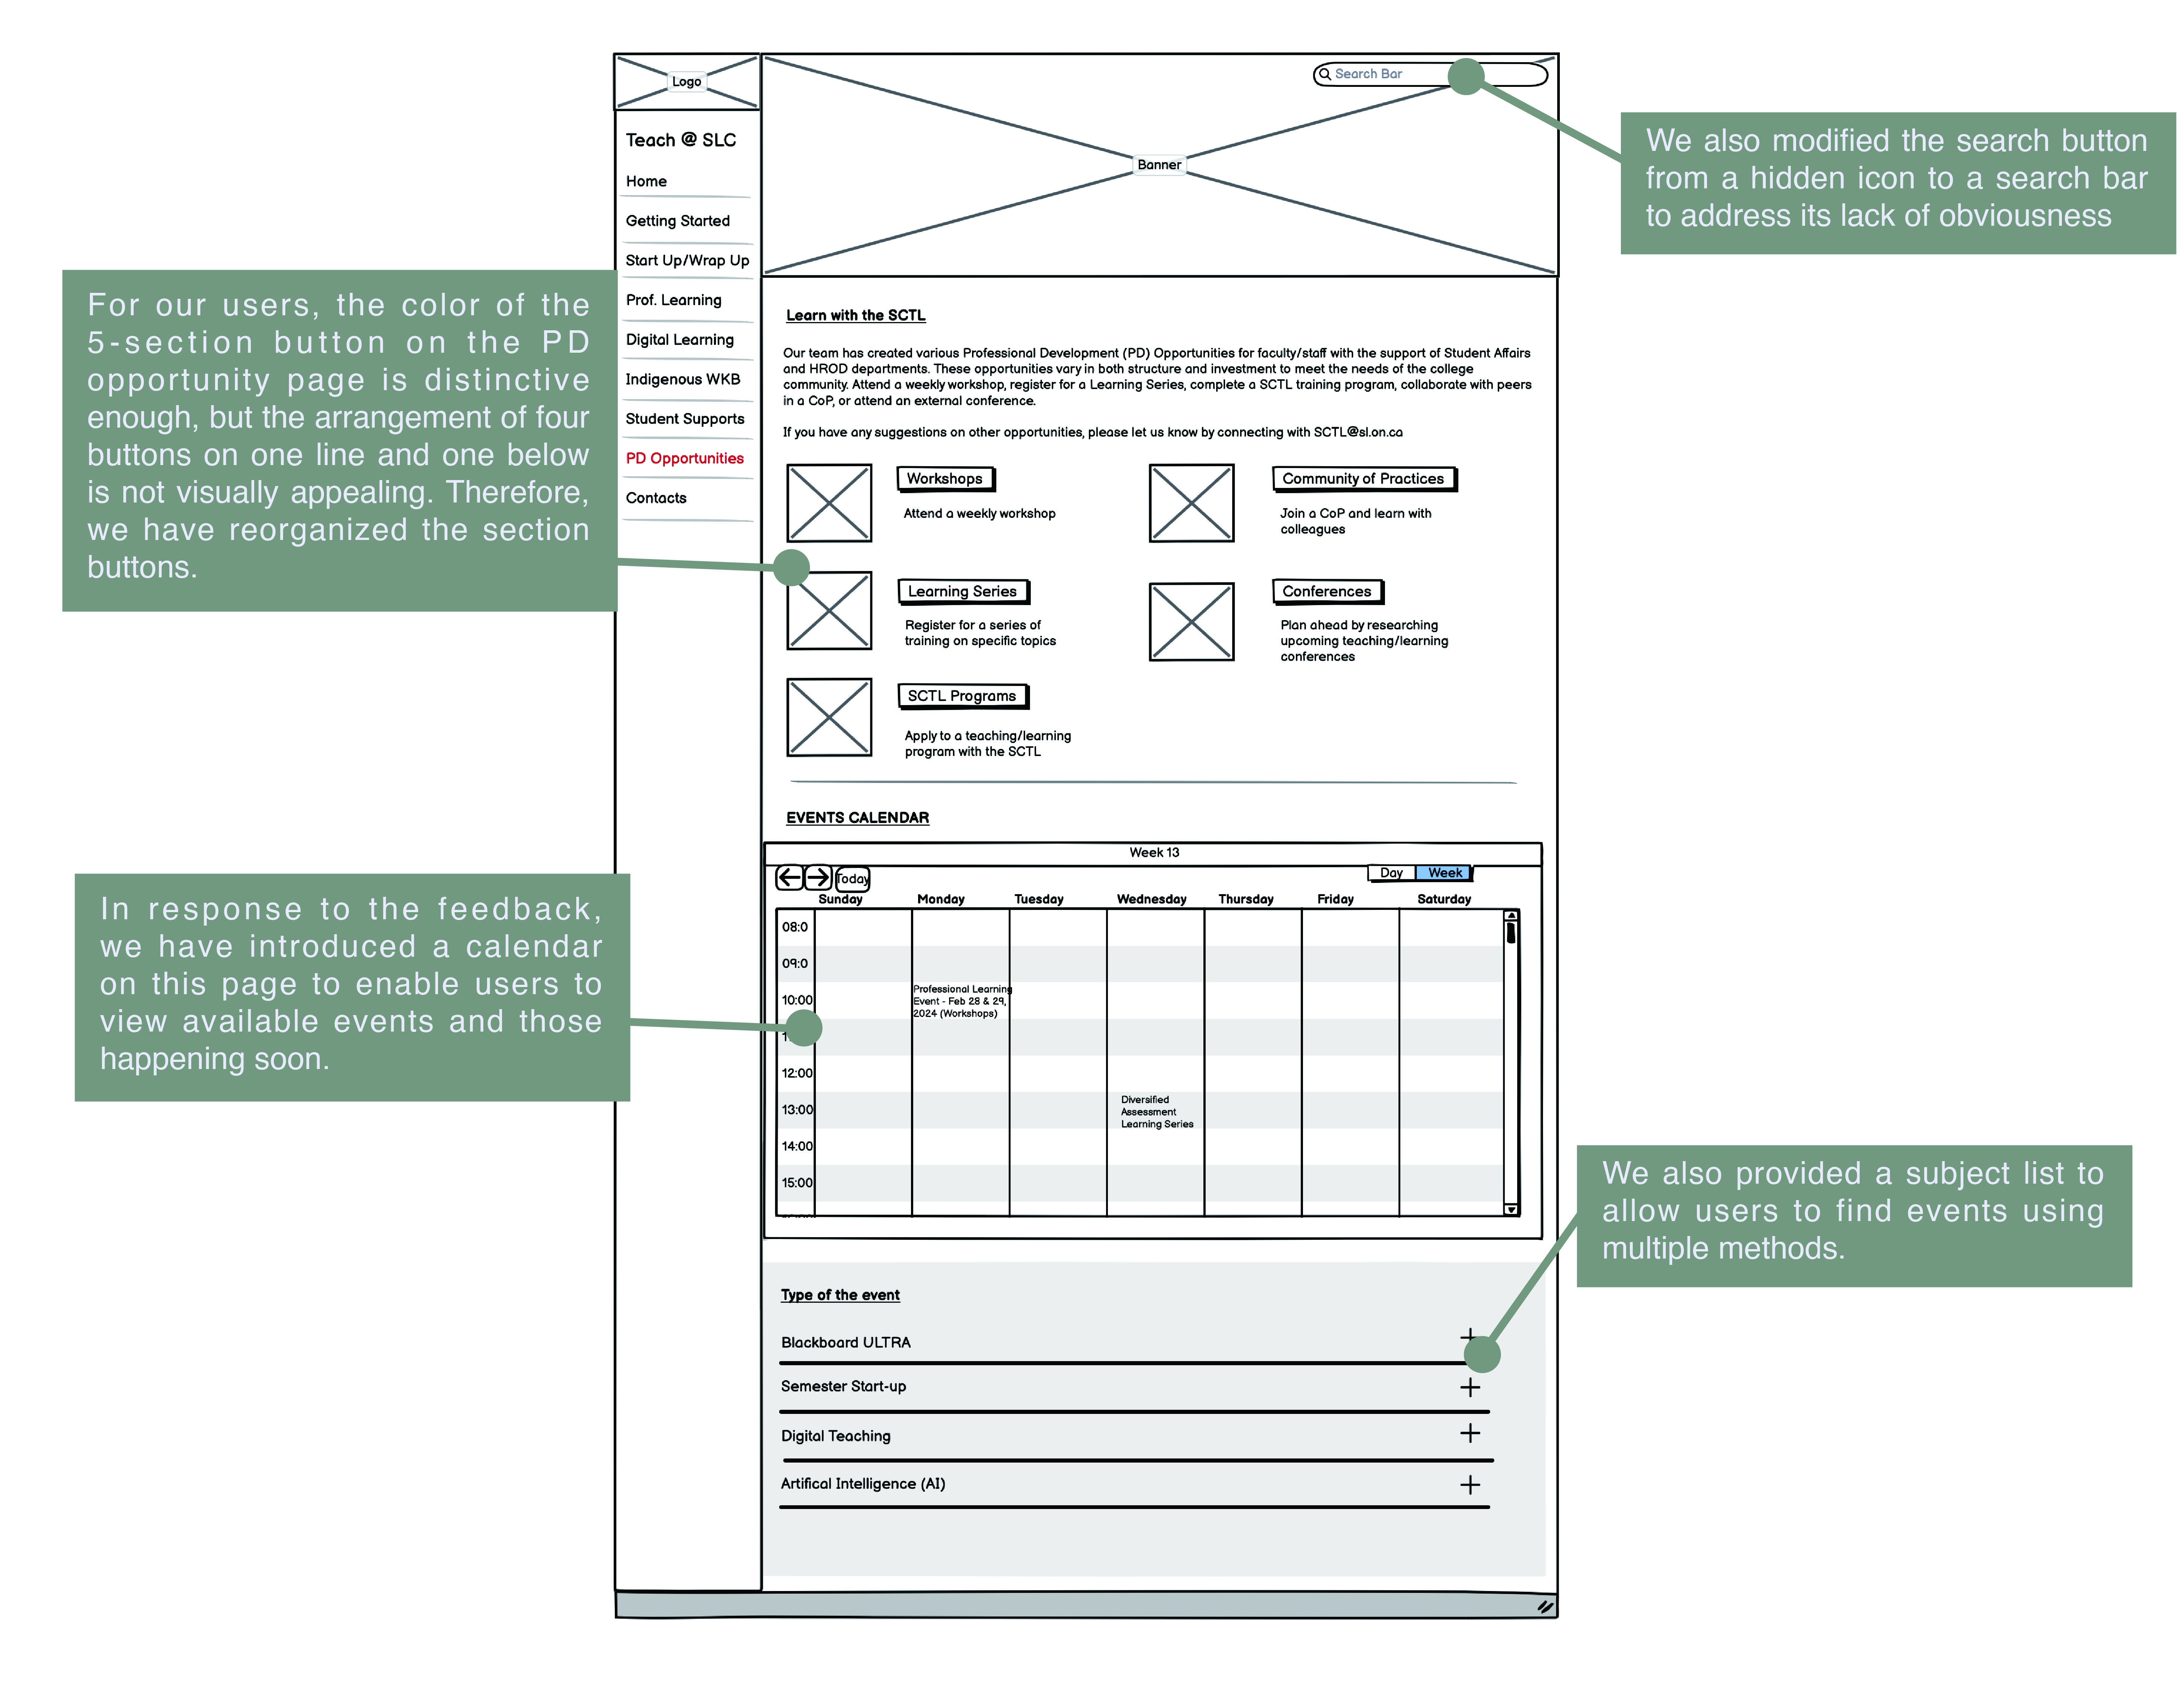 Logo
Search Bar
Banner
We also modified the search button
from a hidden icon to a search bar
to address its lack of obviousness
Teach @ SLC
Home
Getting Started
Start Up/Wrap Up
Prof. Learning
Digital Learning
Indigenous WKB
Student Supports
PD Opportunities
Contacts
For our users, the color of the
5-section button on the PD
opportunity page is distinctive
enough, but the arrangement of four
buttons on one line and one below
is not visually appealing. Therefore,
we have reorganized the section
buttons.
Learn with the SCTL
Our team has created various Professional Development (PD) Opportunities for faculty/staff with the support of Student Affairs
and HROD departments. These opportunities vary in both structure and investment to meet the needs of the college
community. Attend a weekly workshop, register for a Learning Series, complete a SCTL training program, collaborate with peers
in a CoP, or attend an external conference.
If you have any suggestions on other opportunities, please let us know by connecting with SCTL@sl.on.ca
Workshops
Attend a weekly workshop
Community of Practices
Join a CoP and learn with
colleagues
Learning Series
Register for a series of
training on specific topics
Conferences
Plan ahead by researching
upcoming teaching/learning
conferences
SCTL Programs
Apply to a teaching/learning
program with the SCTL
EVENTS CALENDAR
Week 13
Today
Day Week
Sunday Monday Tuesday Wednesday Thursday Friday Saturday
08:0
09:0
10:00
12:00
13:00
14:00
15:00
Professional Learning
Event - Feb 28 & 29,
2024 (Workshops)
Diversified
Assessment
Learning Series
In response to the feedback,
we have introduced a calendar
on this page to enable users to
view available events and those
happening soon.
We also provided a subject list to
allow users to find events using
multiple methods.
Type of the event
Blackboard ULTRA
Semester Start-up
Digital Teaching
Artifical Intelligence (AI)